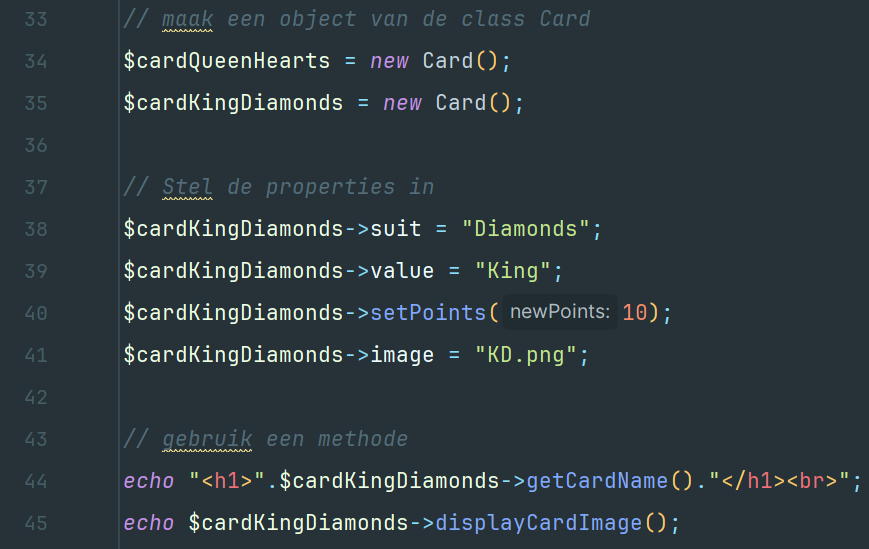 33 // maak een object van de class Card
34 $cardQueenHearts = new Card();
35 $cardKingDiamonds = new Card();
36
37 // Stel de properties in
38 $cardKingDiamonds->suit = "Diamonds";
39 $cardKingDiamonds->value = "King";
40 $cardKingDiamonds->setPoints( newPoints: 10);
41 $cardKingDiamonds->image = "KD.png";
42
43 // gebruik een methode
44 echo "<h1>".$cardKingDiamonds->getCardName()."</h1><br>";
45 echo $cardKingDiamonds->displayCardImage();